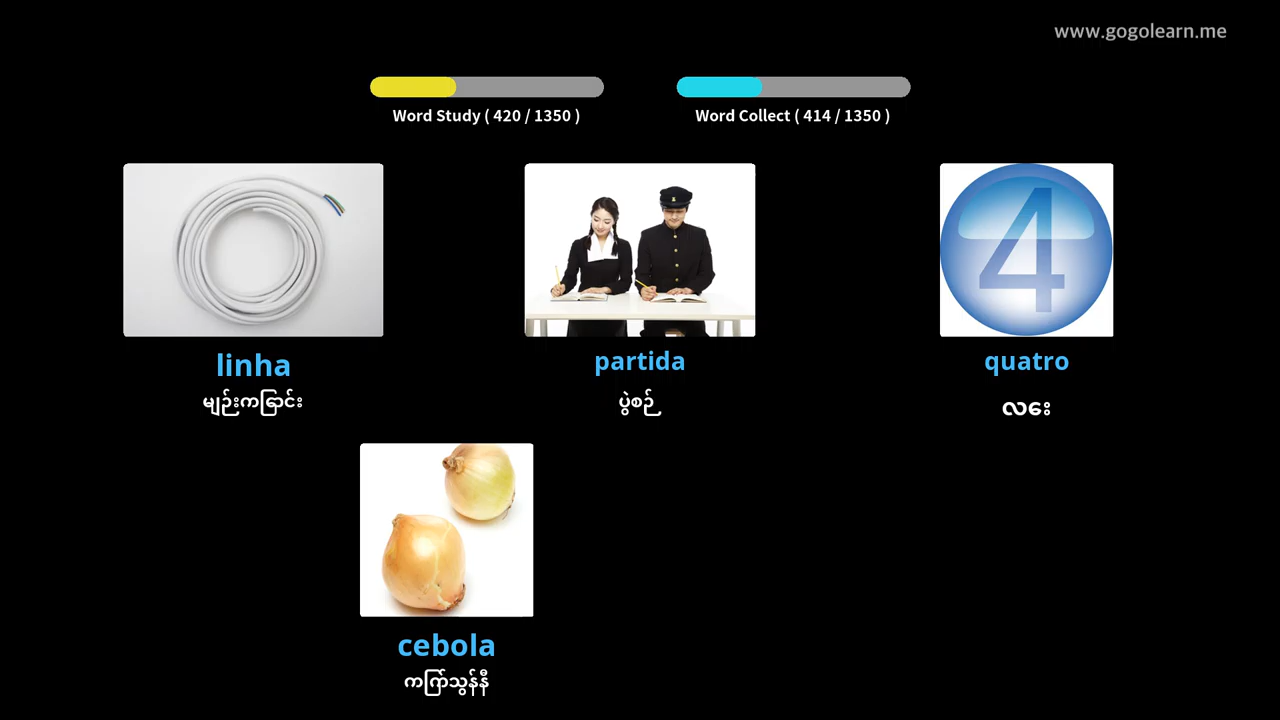 www.gogolearn.me
Word Study ( 420 / 1350 )
Word Collect ( 414 / 1350 )
4
linha
partida
quatro
မျဉ်းကြောင်း
ပွဲစဉ်
လေး
cebola
ကြက်သွန်နီ